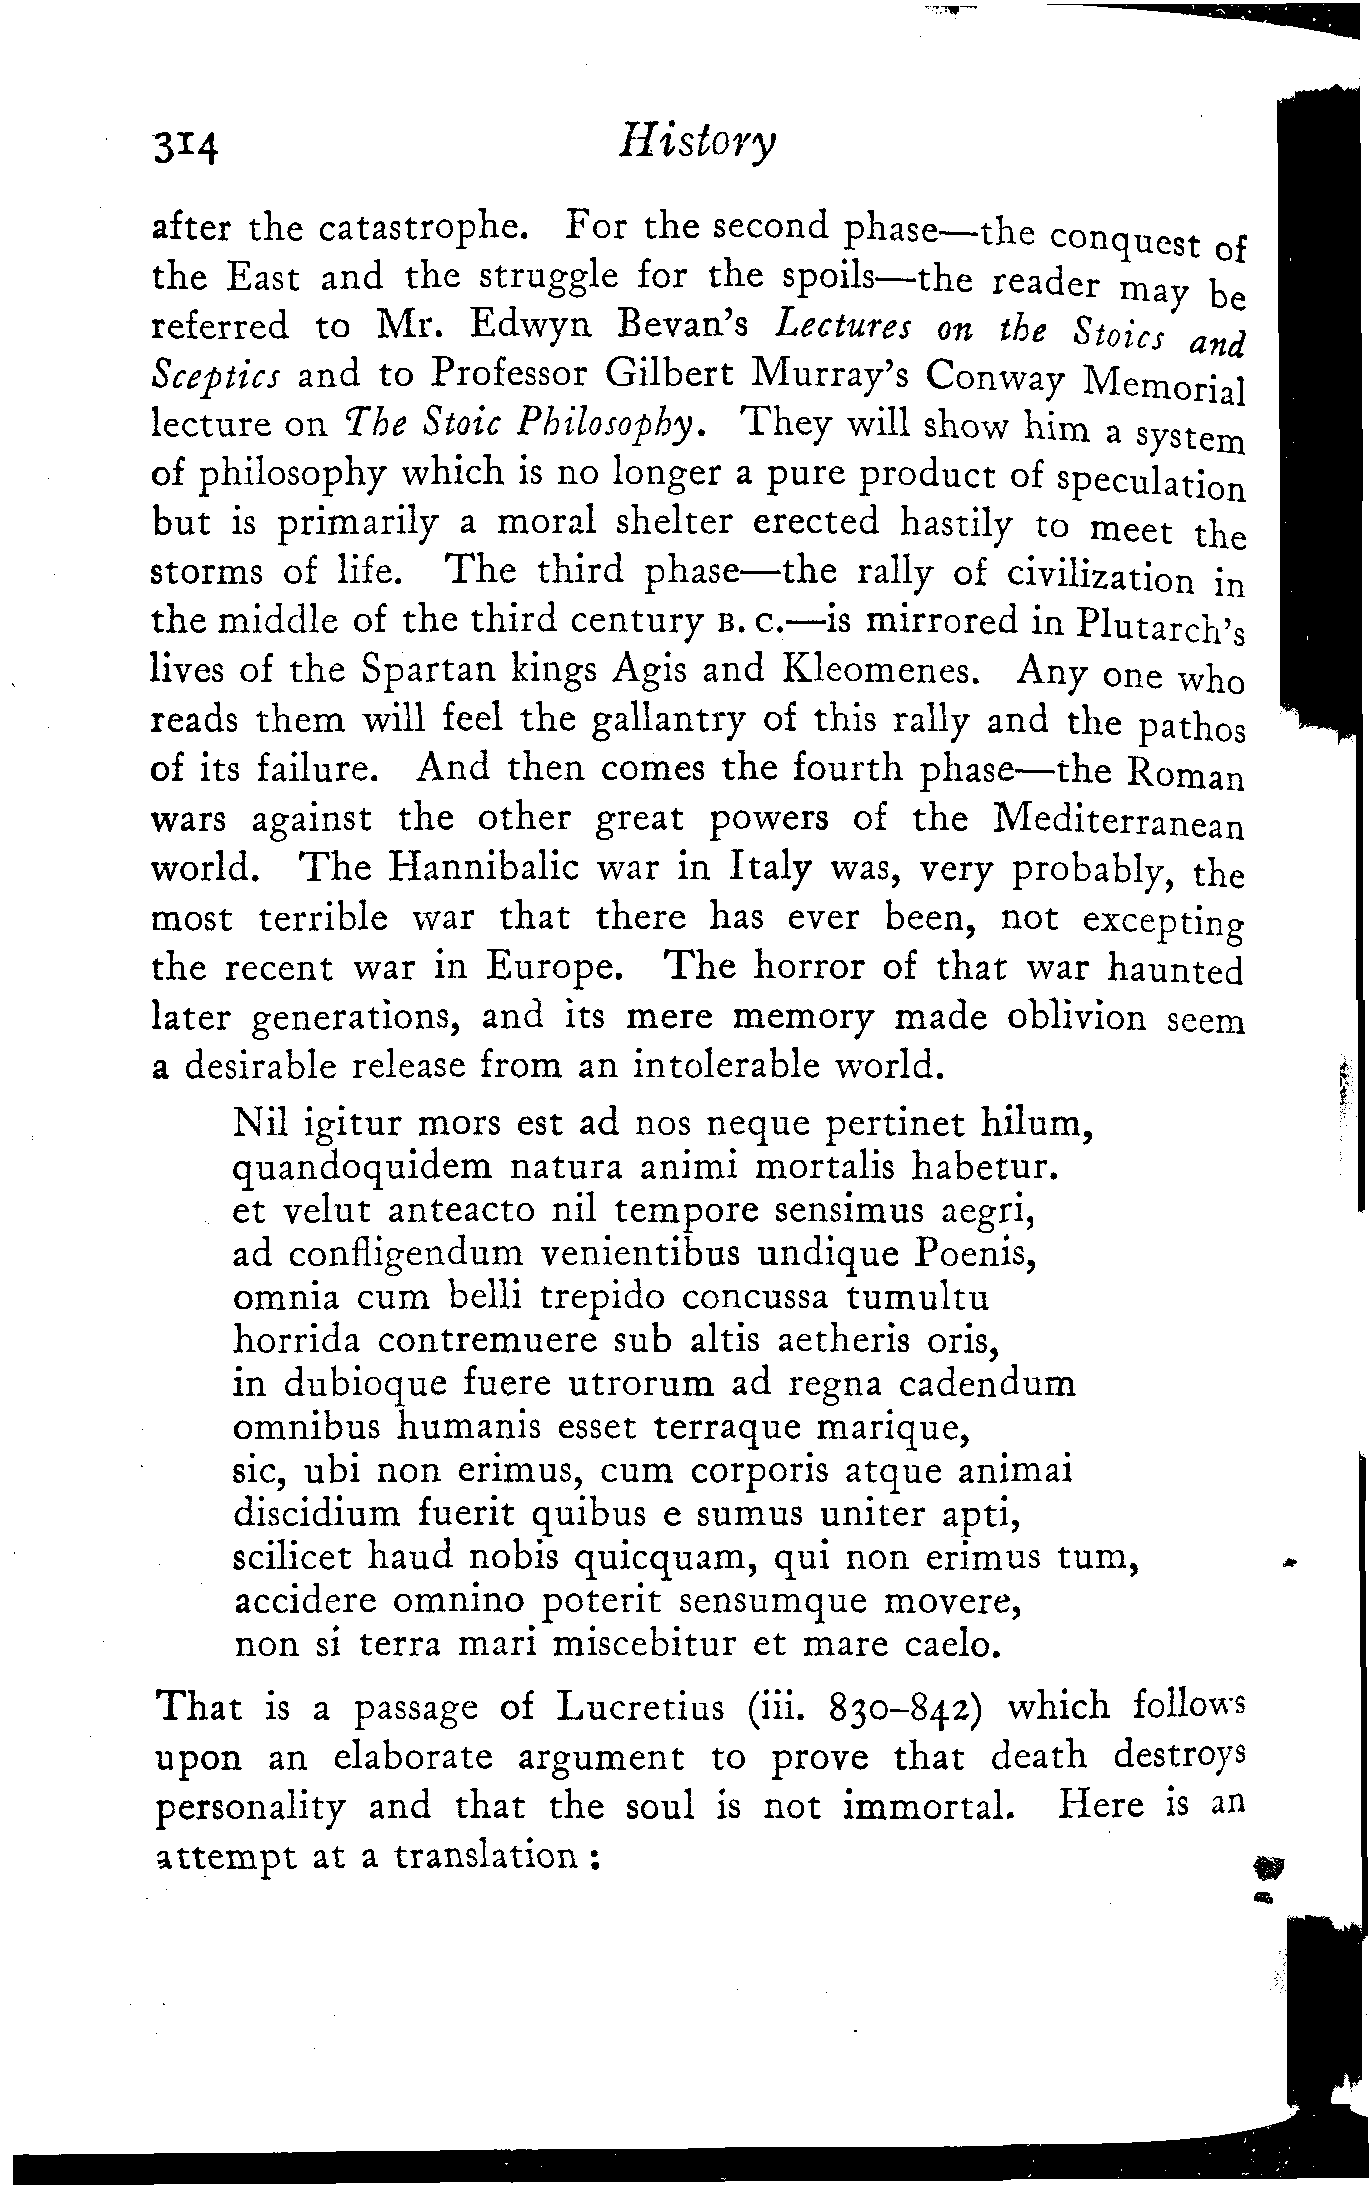 314 History
after the catastrophe. For the second phase—the conquest of
the East and the struggle for the spoils—the reader may be
referred to Mr. Edwyn Bevan's Lectures on the Stoics and
Sceptics and to Professor Gilbert Murray's Conway Memorial
lecture on The Stoic Philosophy. They will show him a system
of philosophy which is no longer a pure product of speculation
but is primarily a moral shelter erected hastily to meet the
storms of life. The third phase—the rally of civilization in
the middle of the third century B. C.—is mirrored in Plutarch's
lives of the Spartan kings Agis and Kleomenes. Any one who
reads them will feel the gallantry of this rally and the pathos
of its failure. And then comes the fourth phase—the Roman
wars against the other great powers of the Mediterranean
world. The Hannibalic war in Italy was, very probably, the
most terrible war that there has ever been, not excepting
the recent war in Europe. The horror of that war haunted
later generations, and its mere memory made oblivion seem
a desirable release from an intolerable world.
Nil igitur mors est ad nos neque pertinet hilum,
quandoquidem natura animi mortalis habetur.
et velut anteacto nil tempore sensimus aegri,
ad confligendum venientibus undique Poenis,
omnia cum belli trepido concussa tumultu
horrida contremuere sub altis aetheris oris,
in dubioque fuere utrorum ad regna cadendum
omnibus humanis esset terraque marique,
sic, ubi non erimus, cum corporis atque animai
discidium fuerit quibus e sumus uniter apti,
scilicet haud nobis quicquam, qui non erimus tum,
accidere omnino poterit sensumque movere,
non si terra mari miscebitur et mare caelo.
That is a passage of Lucretius (iii. 830–842) which follows
upon an elaborate argument to prove that death destroys
personality and that the soul is not immortal. Here is an
attempt at a translation :